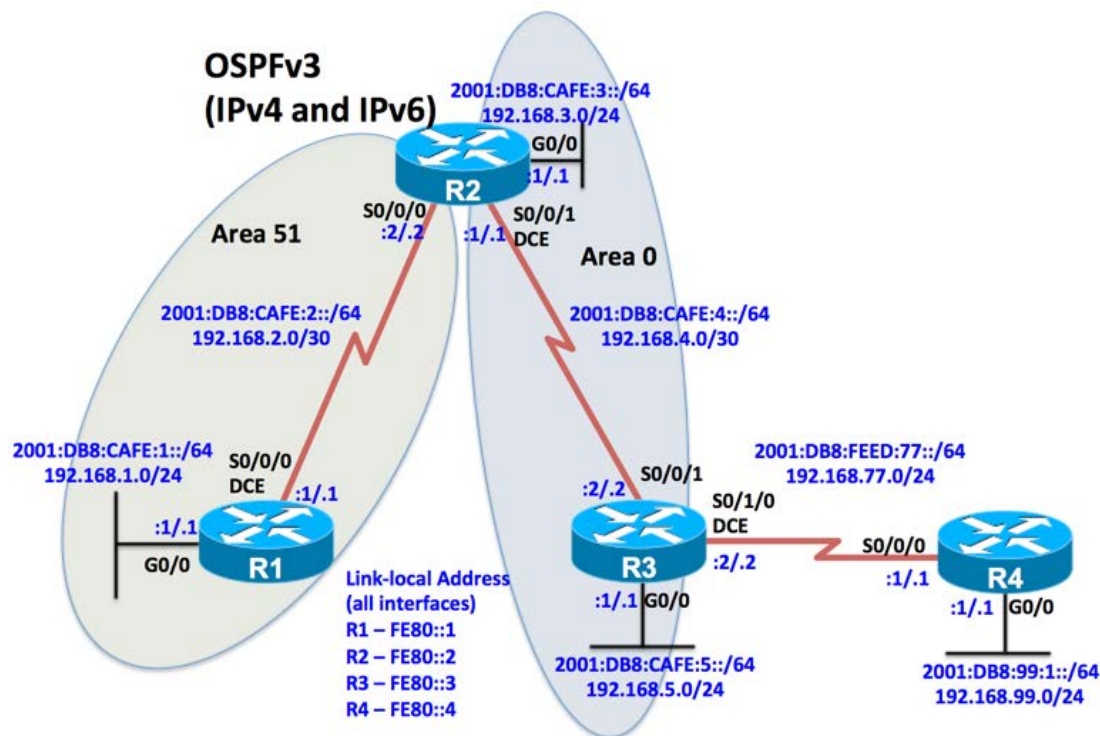 OSPFv3
(IPv4 and IPv6)
2001:DB8:CAFE:3::/64
192.168.3.0/24
G0/0
:1/.1
R2
S0/0/0
:2/.2
S0/0/1
DCE
:1/.1
Area 51
Area 0
2001:DB8:CAFE:2::/64
192.168.2.0/30
2001:DB8:CAFE:4::/64
192.168.4.0/30
2001:DB8:CAFE:1::/64
192.168.1.0/24
S0/0/0
DCE
:1/.1
:1/.1
G0/0
R1
2001:DB8:FEED:77::/64
192.168.77.0/24
S0/0/1
:2/.2
S0/1/0
DCE
:2/.2
R3
:1/.1
G0/0
S0/0/0
:1/.1
R4
:1/.1
G0/0
Link-local Address
(all interfaces)
R1 – FE80::1
R2 – FE80::2
R3 – FE80::3
R4 – FE80::4
2001:DB8:CAFE:5::/64
192.168.5.0/24
2001:DB8:99:1::/64
192.168.99.0/24